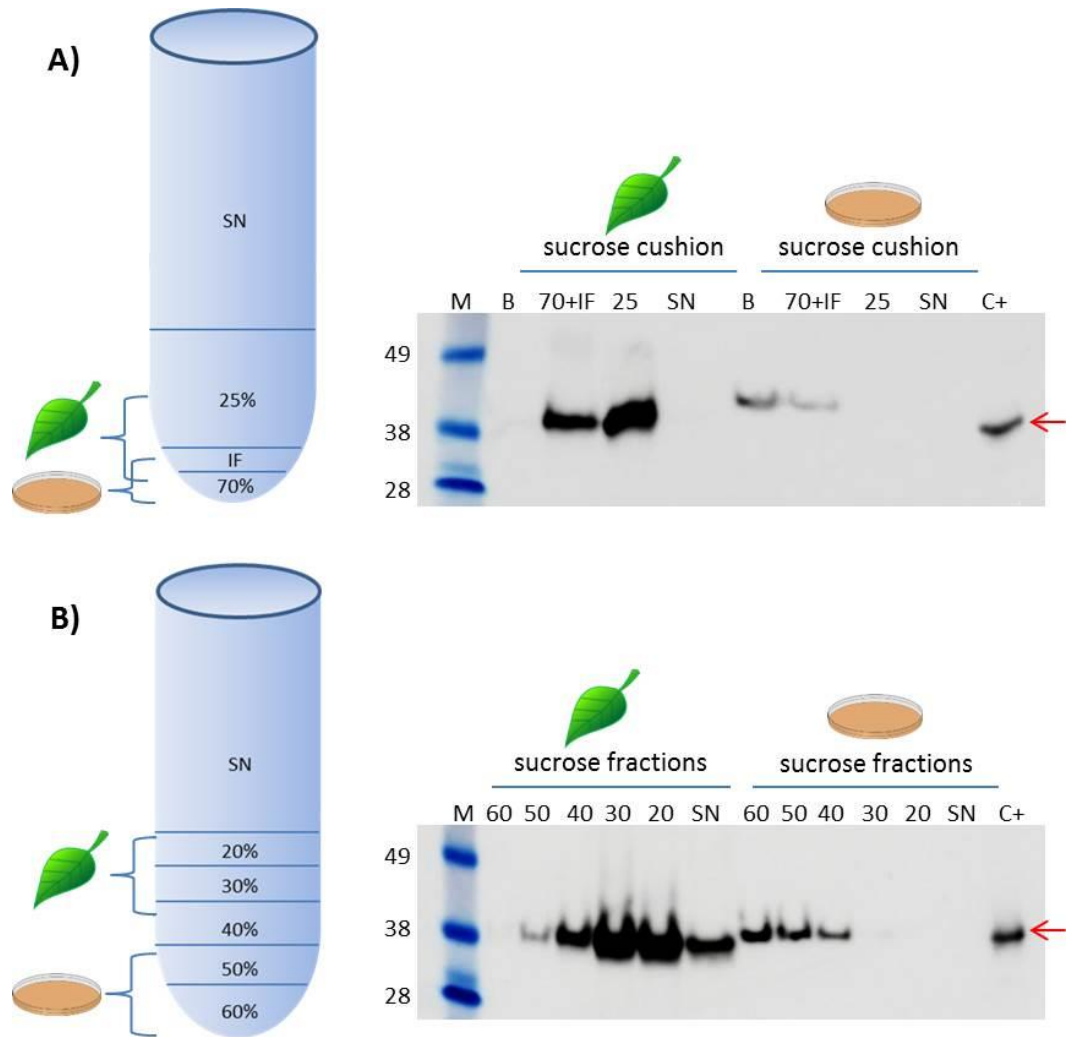 A)
SN
25%
IF
70%
sucrose cushion sucrose cushion
M B 70+IF 25 SN B 70+IF 25 SN C+
49
38
28
B)
SN
20%
30%
40%
50%
60%
sucrose fractions sucrose fractions
M 60 50 40 30 20 SN 60 50 40 30 20 SN C+
49
38
28